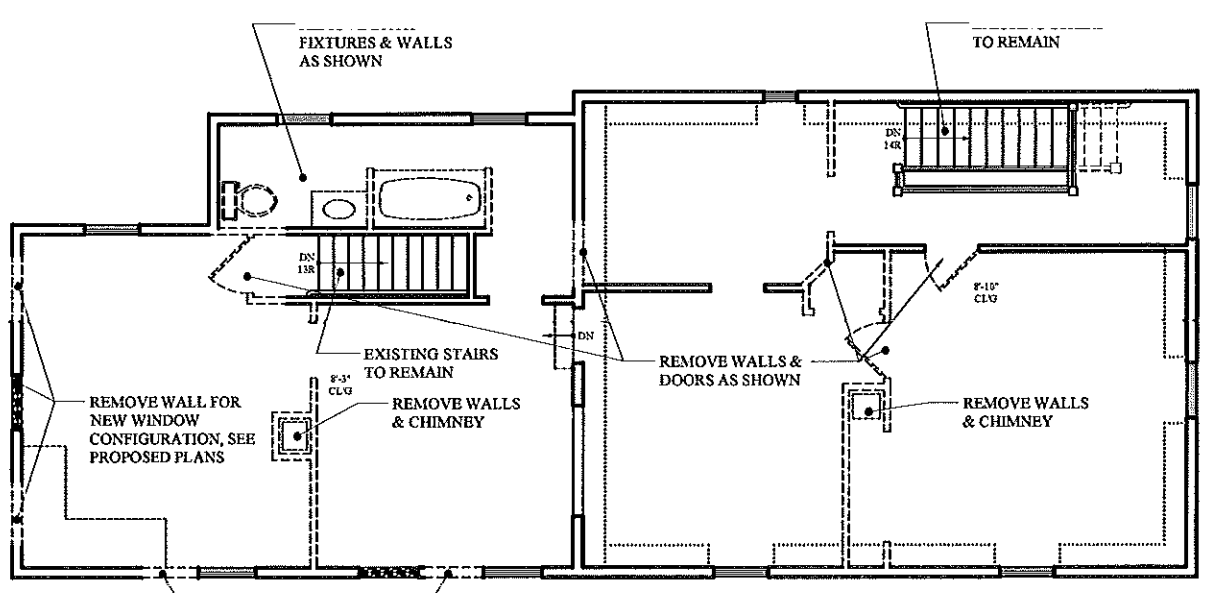 FIXTURES & WALLS
AS SHOWN
TO REMAIN
DN
14R
DN
13R
8'-10"
CL'G
DN
EXISTING STAIRS
TO REMAIN
REMOVE WALLS &
DOORS AS SHOWN
8'-3"
CL'G
REMOVE WALL FOR
NEW WINDOW
CONFIGURATION, SEE
PROPOSED PLANS
REMOVE WALLS
& CHIMNEY
REMOVE WALLS
& CHIMNEY